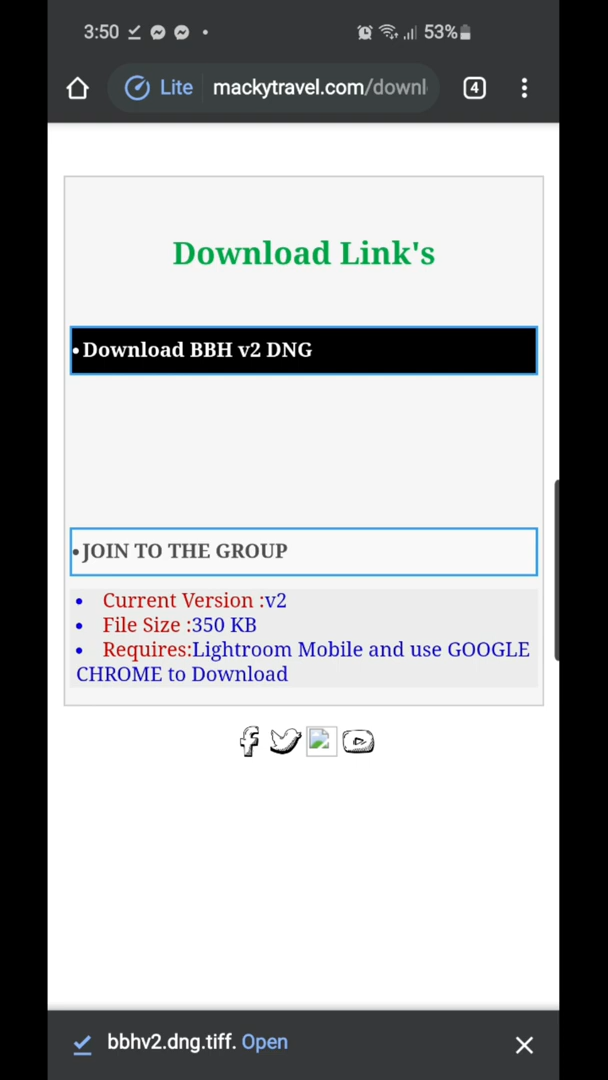 3:50 53%
Lite mackytravel.com/downl 4
Download Link's
•Download BBH v2 DNG
•JOIN TO THE GROUP
• Current Version :v2
• File Size :350 KB
• Requires:Lightroom Mobile and use GOOGLE
CHROME to Download
bbhv2.dng.tiff. Open